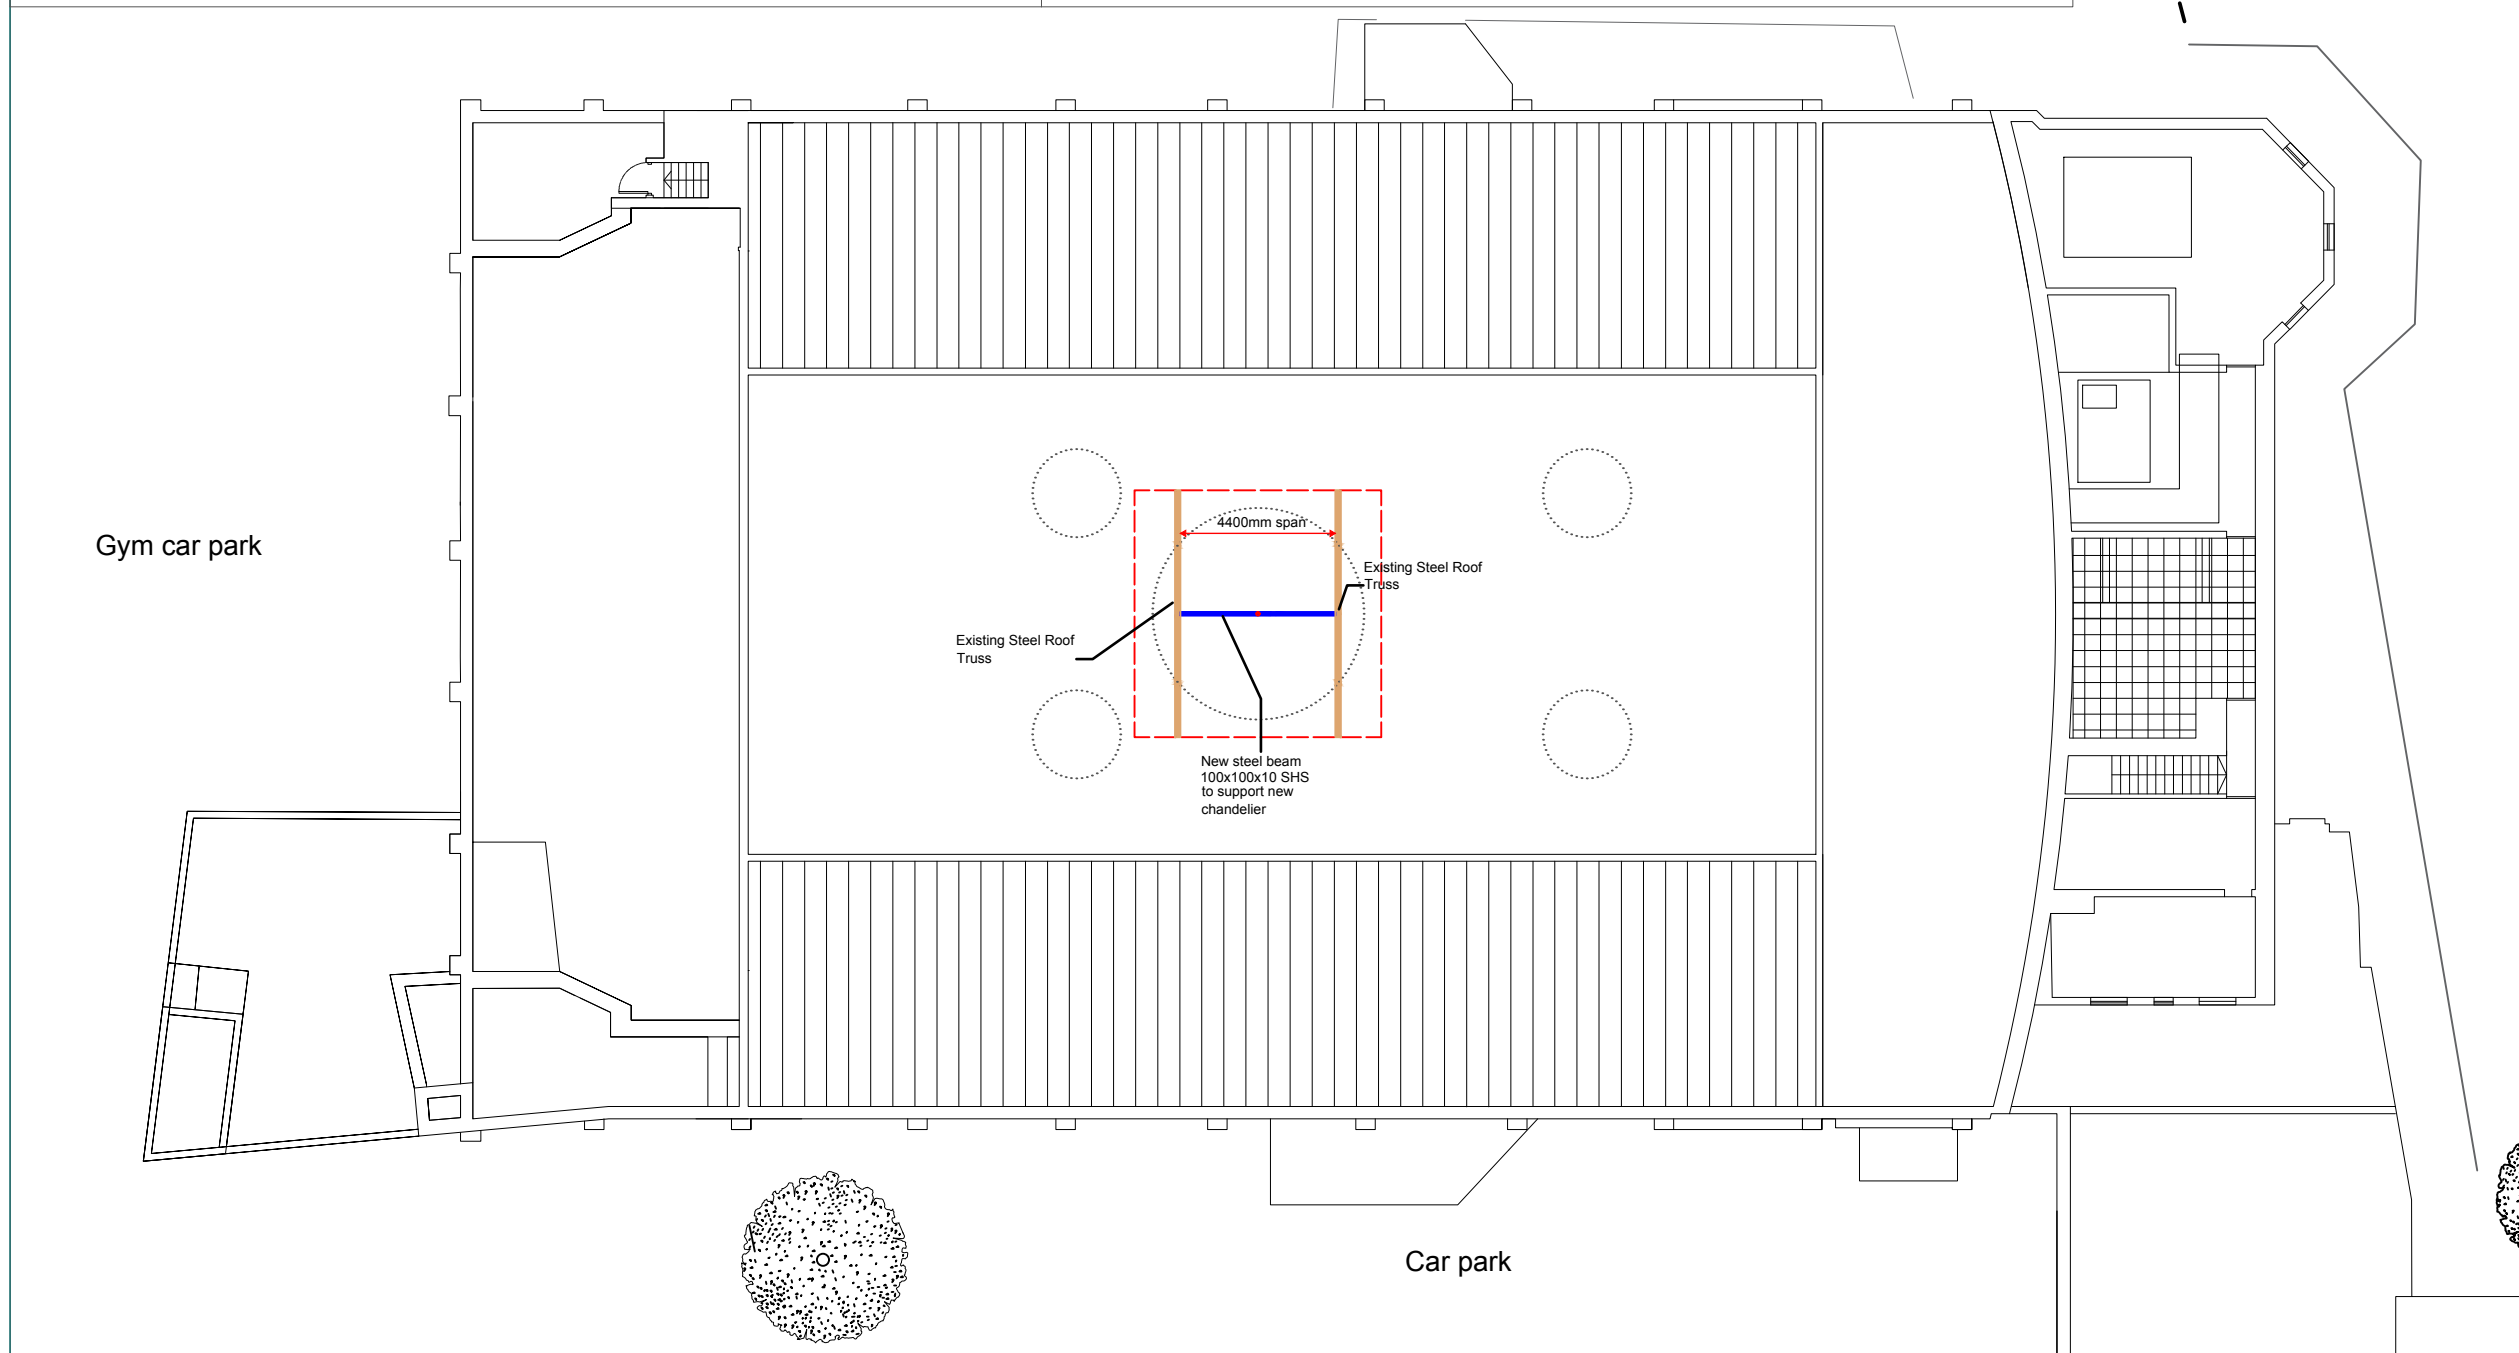 Gym car park
4400mm span
Existing Steel Roof
Truss
Existing Steel Roof
Truss
New steel beam
100x100x10 SHS
to support new
chandelier
Car park